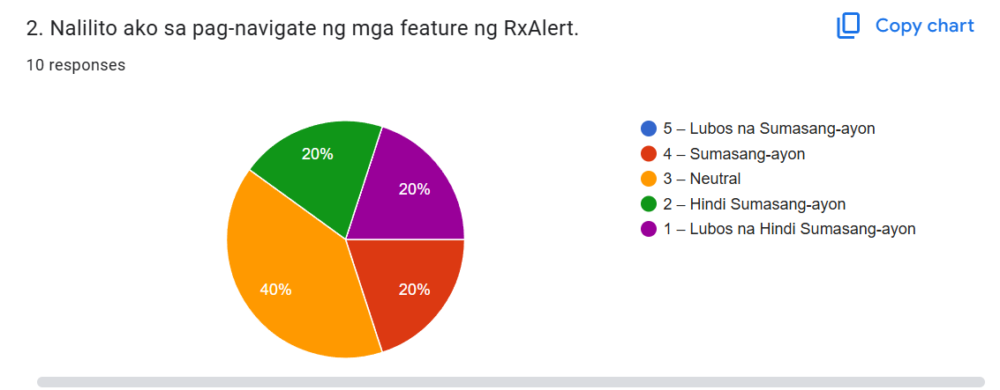 2. Nalilito ako sa pag-navigate ng mga feature ng RxAlert.
Copy chart
10 responses
20%
20%
40%
20%
5 – Lubos na Sumasang-ayon
4 – Sumasang-ayon
3 – Neutral
2 – Hindi Sumasang-ayon
1 – Lubos na Hindi Sumasang-ayon